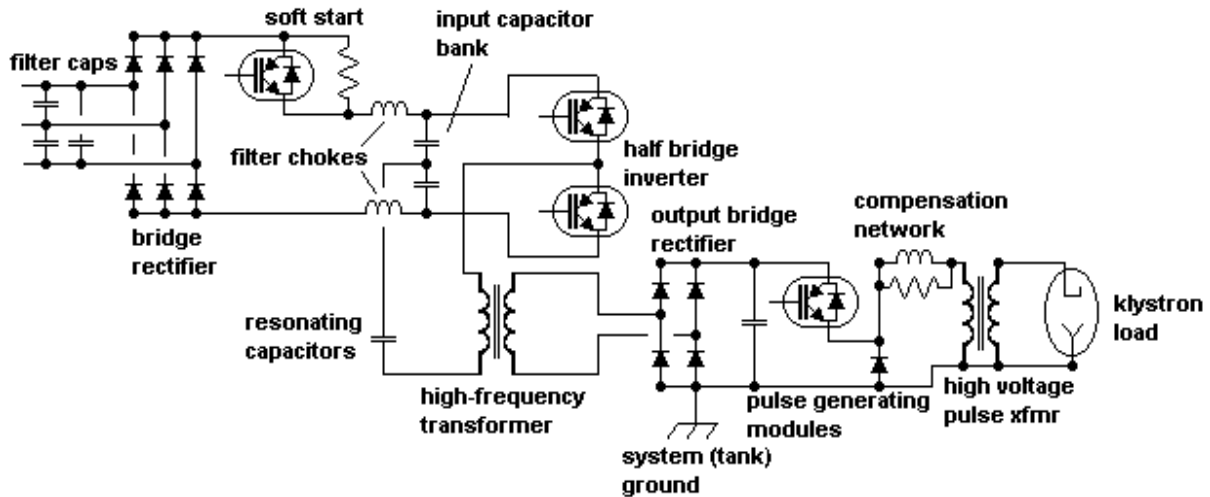 soft start
input capacitor
bank
filter caps
filter chokes
half bridge
inverter
bridge
rectifier
output bridge
rectifier
compensation
network
resonating
capacitors
klystron
load
high-frequency
transformer
pulse generating
modules
high voltage
pulse xfmr
system (tank)
ground